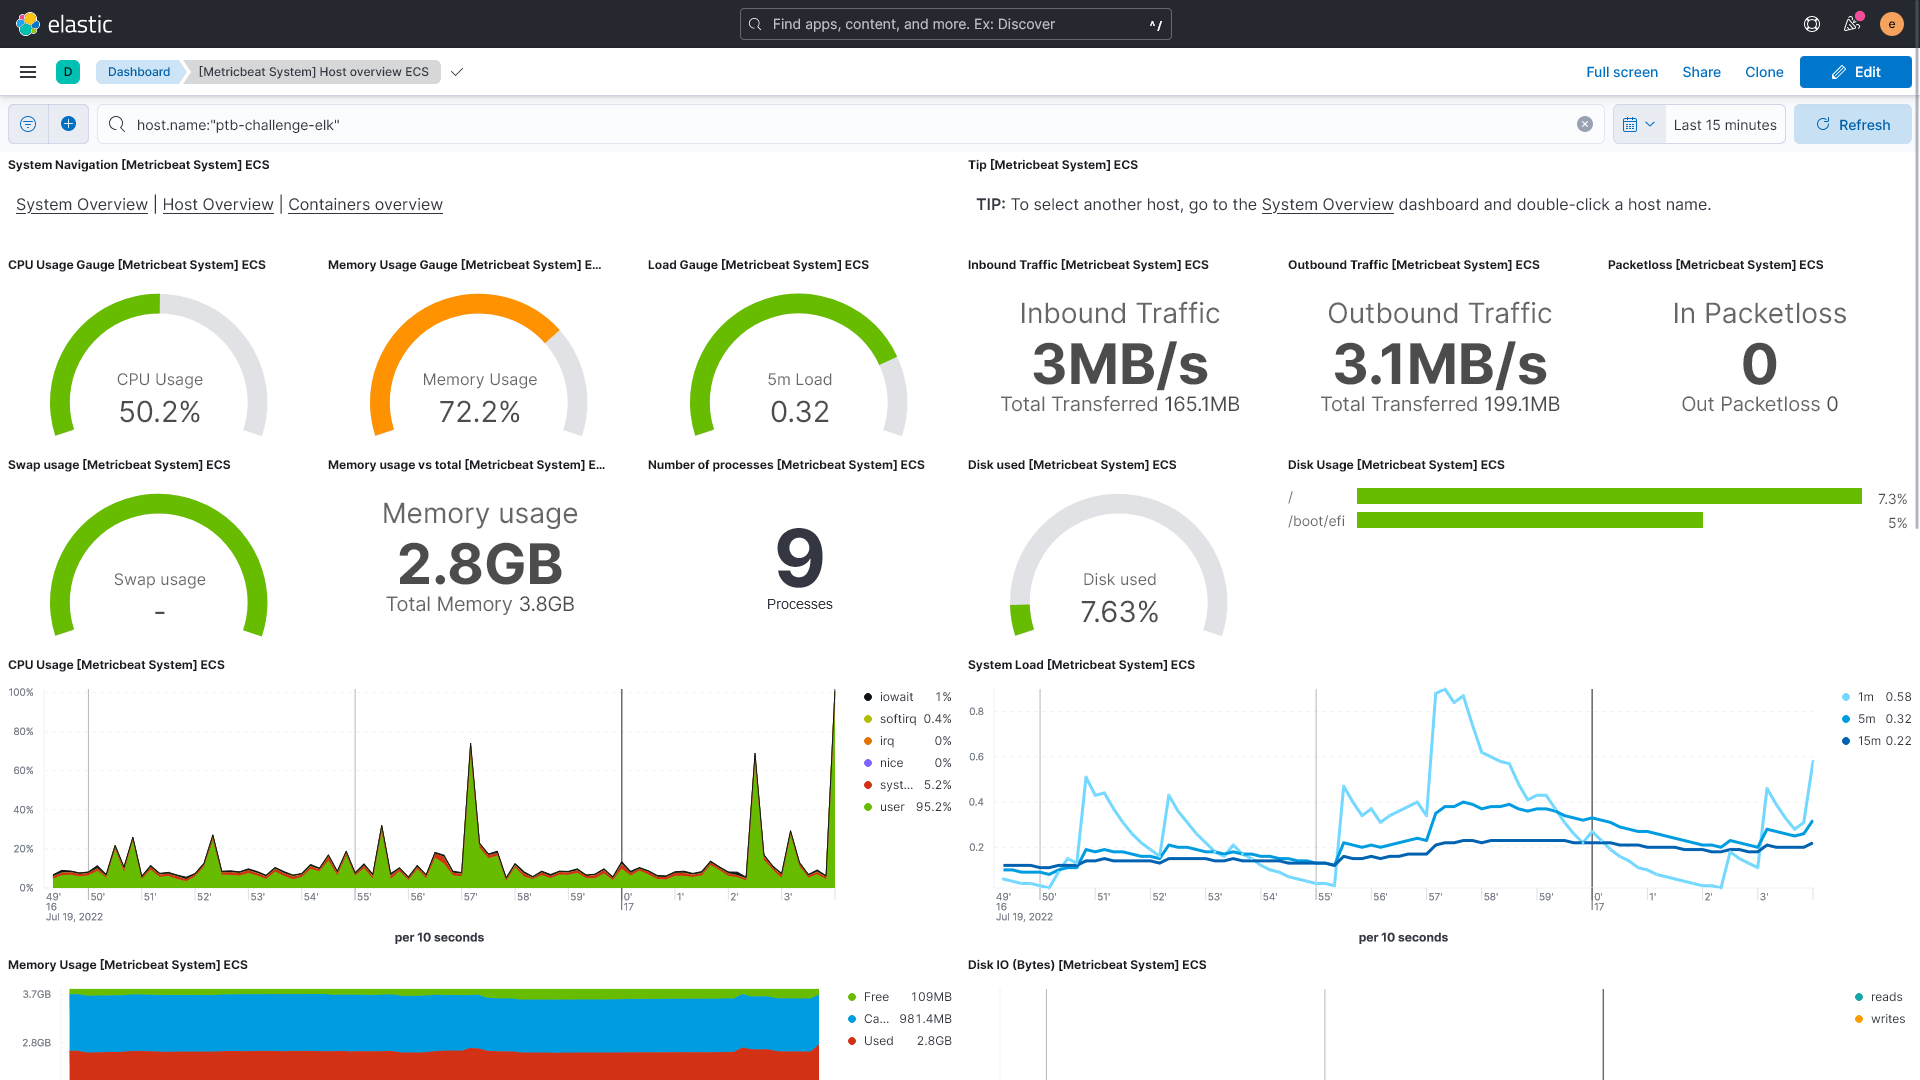 elastic
Find apps, content, and more. Ex: Discover
^/
e
D
Dashboard
[Metricbeat System] Host overview ECS
Full screen
Share
Clone
Edit
host.name:"ptb-challenge-elk"
Last 15 minutes
Refresh
System Navigation [Metricbeat System] ECS
System Overview | Host Overview | Containers overview
Tip [Metricbeat System] ECS
TIP: To select another host, go to the System Overview dashboard and double-click a host name.
CPU Usage Gauge [Metricbeat System] ECS
CPU Usage
50.2%
Memory Usage Gauge [Metricbeat System] E...
Memory Usage
72.2%
Load Gauge [Metricbeat System] ECS
5m Load
0.32
Inbound Traffic [Metricbeat System] ECS
Inbound Traffic
3MB/s
Total Transferred 165.1MB
Outbound Traffic [Metricbeat System] ECS
Outbound Traffic
3.1MB/s
Total Transferred 199.1MB
Packetloss [Metricbeat System] ECS
In Packetloss
0
Out Packetloss 0
Swap usage [Metricbeat System] ECS
Swap usage
-
Memory usage vs total [Metricbeat System] E...
Memory usage
2.8GB
Total Memory 3.8GB
Number of processes [Metricbeat System] ECS
9
Processes
Disk used [Metricbeat System] ECS
Disk used
7.63%
Disk Usage [Metricbeat System] ECS
/ 7.3%
/boot/efi 5%
CPU Usage [Metricbeat System] ECS
100%
80%
60%
40%
20%
0%
49' 50' 51' 52' 53' 54' 55' 56' 57' 58' 59' 0' 1' 2' 3'
16 17
Jul 19, 2022
per 10 seconds
iowait 1%
softirq 0.4%
irq 0%
nice 0%
syst... 5.2%
user 95.2%
System Load [Metricbeat System] ECS
0.8
0.6
0.4
0.2
49' 50' 51' 52' 53' 54' 55' 56' 57' 58' 59' 0' 1' 2' 3'
16 17
Jul 19, 2022
per 10 seconds
1m 0.58
5m 0.32
15m 0.22
Memory Usage [Metricbeat System] ECS
3.7GB
2.8GB
Free 109MB
Ca... 981.4MB
Used 2.8GB
Disk IO (Bytes) [Metricbeat System] ECS
reads
writes